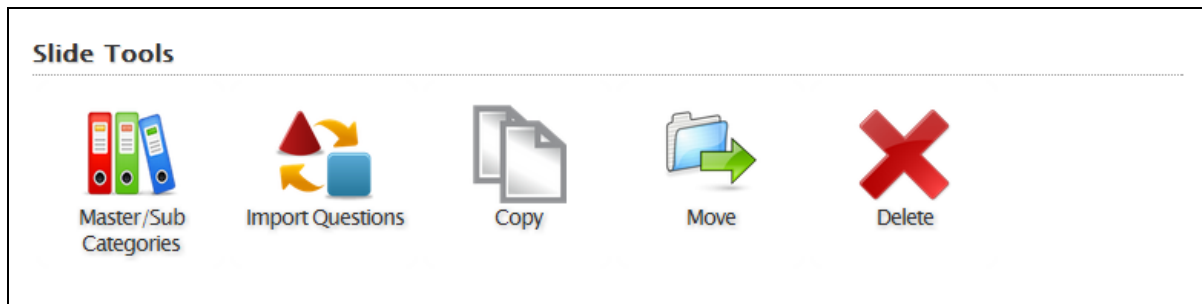 Slide Tools
Master/Sub
Categories
Import Questions
Copy
Move
Delete